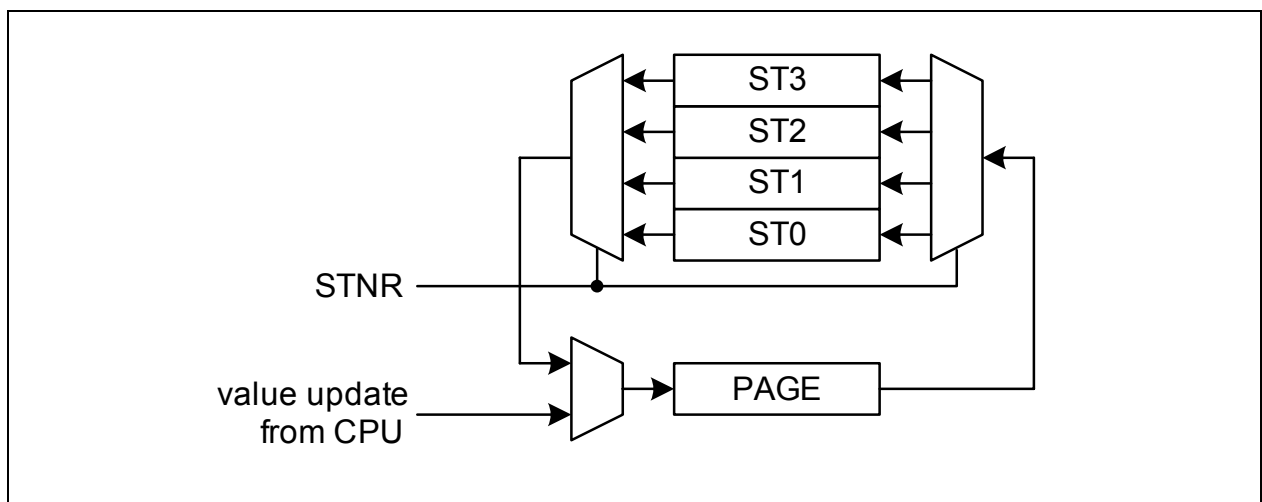 ST3
ST2
ST1
ST0
STNR
value update
from CPU
PAGE